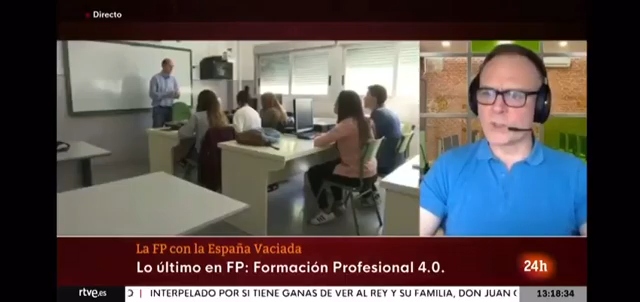 Directo
La FP con la España Vaciada
Lo último en FP: Formación Profesional 4.0.
24h
rtve.es
D | INTERPELADO POR SI TIENE GANAS DE VER AL REY Y SU FAMILIA, DON JUAN C
13:18:34